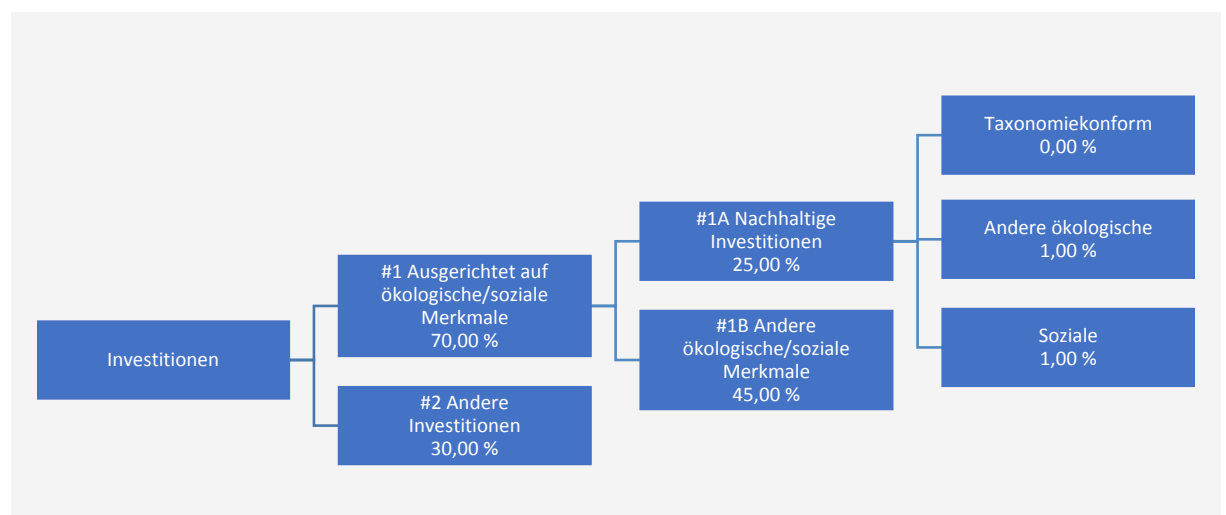 Investitionen
#1 Ausgerichtet auf
ökologische/soziale
Merkmale
70,00 %
#2 Andere
Investitionen
30,00 %
#1A Nachhaltige
Investitionen
25,00 %
#1B Andere
ökologische/soziale
Merkmale
45,00 %
Taxonomiekonform
0,00 %
Andere ökologische
1,00 %
Soziale
1,00 %